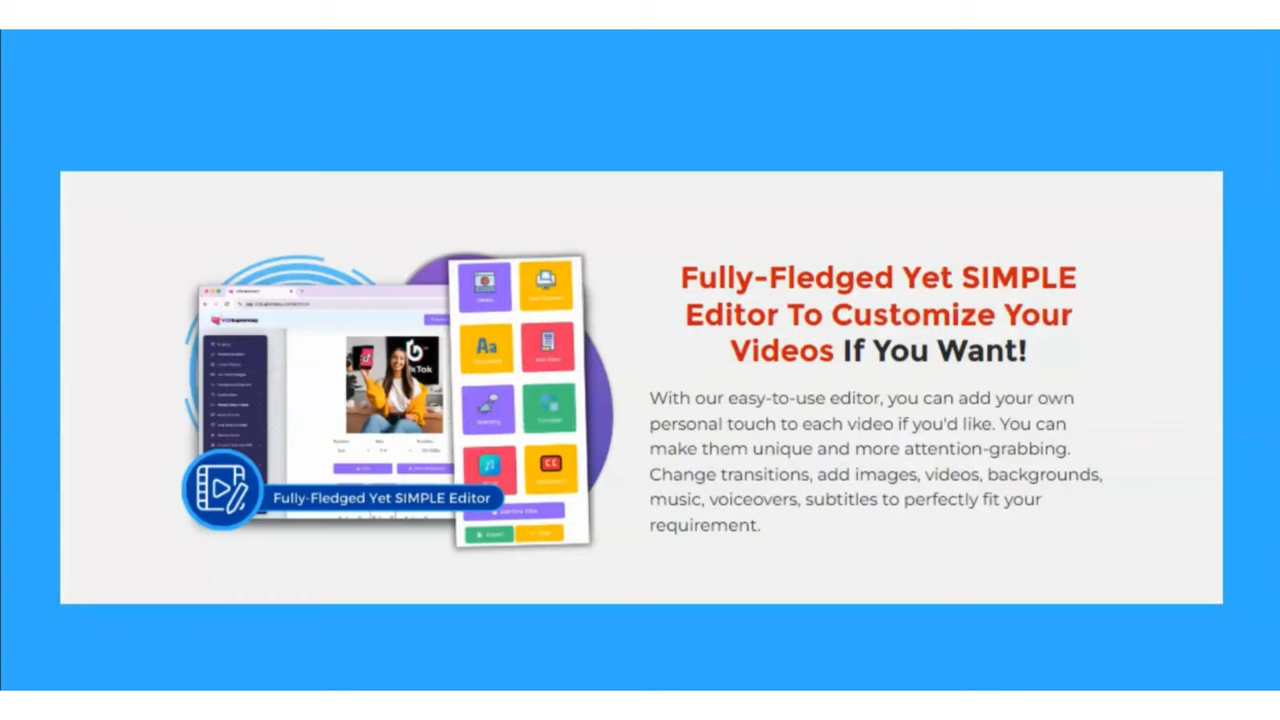 Fully-Fledged Yet SIMPLE
Editor To Customize Your
Videos If You Want!
With our easy-to-use editor, you can add your own
personal touch to each video if you'd like. You can
make them unique and more attention-grabbing.
Change transitions, add images, videos, backgrounds,
music, voiceovers, subtitles to perfectly fit your
requirement.
kTok
Aa
CC
Fully-Fledged Yet SIMPLE Editor